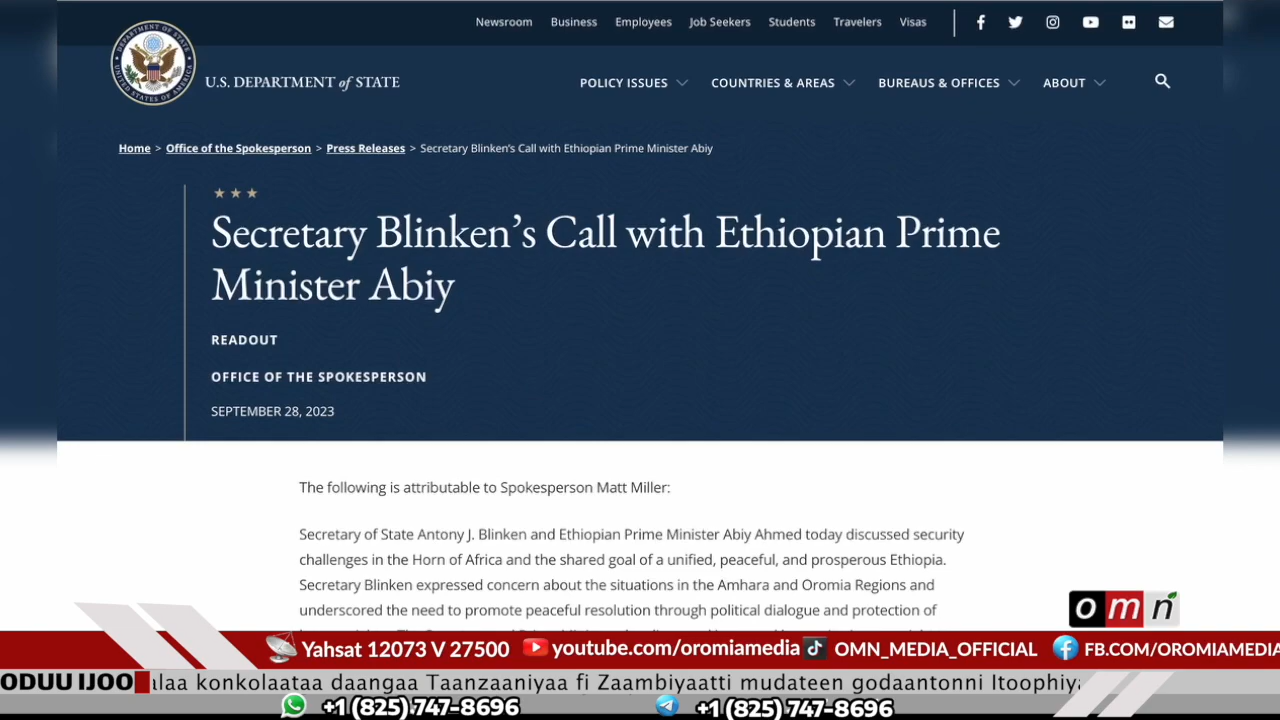 Newsroom Business Employees Job Seekers Students Travelers Visas
U.S. DEPARTMENT of STATE
POLICY ISSUES COUNTRIES & AREAS BUREAUS & OFFICES ABOUT
Home > Office of the Spokesperson > Press Releases > Secretary Blinken's Call with Ethiopian Prime Minister Abiy
Secretary Blinken’s Call with Ethiopian Prime
Minister Abiy
READOUT
OFFICE OF THE SPOKESPERSON
SEPTEMBER 28, 2023
The following is attributable to Spokesperson Matt Miller:
Secretary of State Antony J. Blinken and Ethiopian Prime Minister Abiy Ahmed today discussed security
challenges in the Horn of Africa and the shared goal of a unified, peaceful, and prosperous Ethiopia.
Secretary Blinken expressed concern about the situations in the Amhara and Oromia Regions and
underscored the need to promote peaceful resolution through political dialogue and protection of
omn
Yahsat 12073 V 27500 youtube.com/oromiamedia OMN_MEDIA_OFFICIAL FB.COM/OROMIAMEDIA
ODUU IJOO alaa konkolaataa daangaa Taanzaaniyaa fi Zaambiyaatti mudateen godaantonni Itoophiy
+1 (825) 747-8696 +1 (825) 747-8696